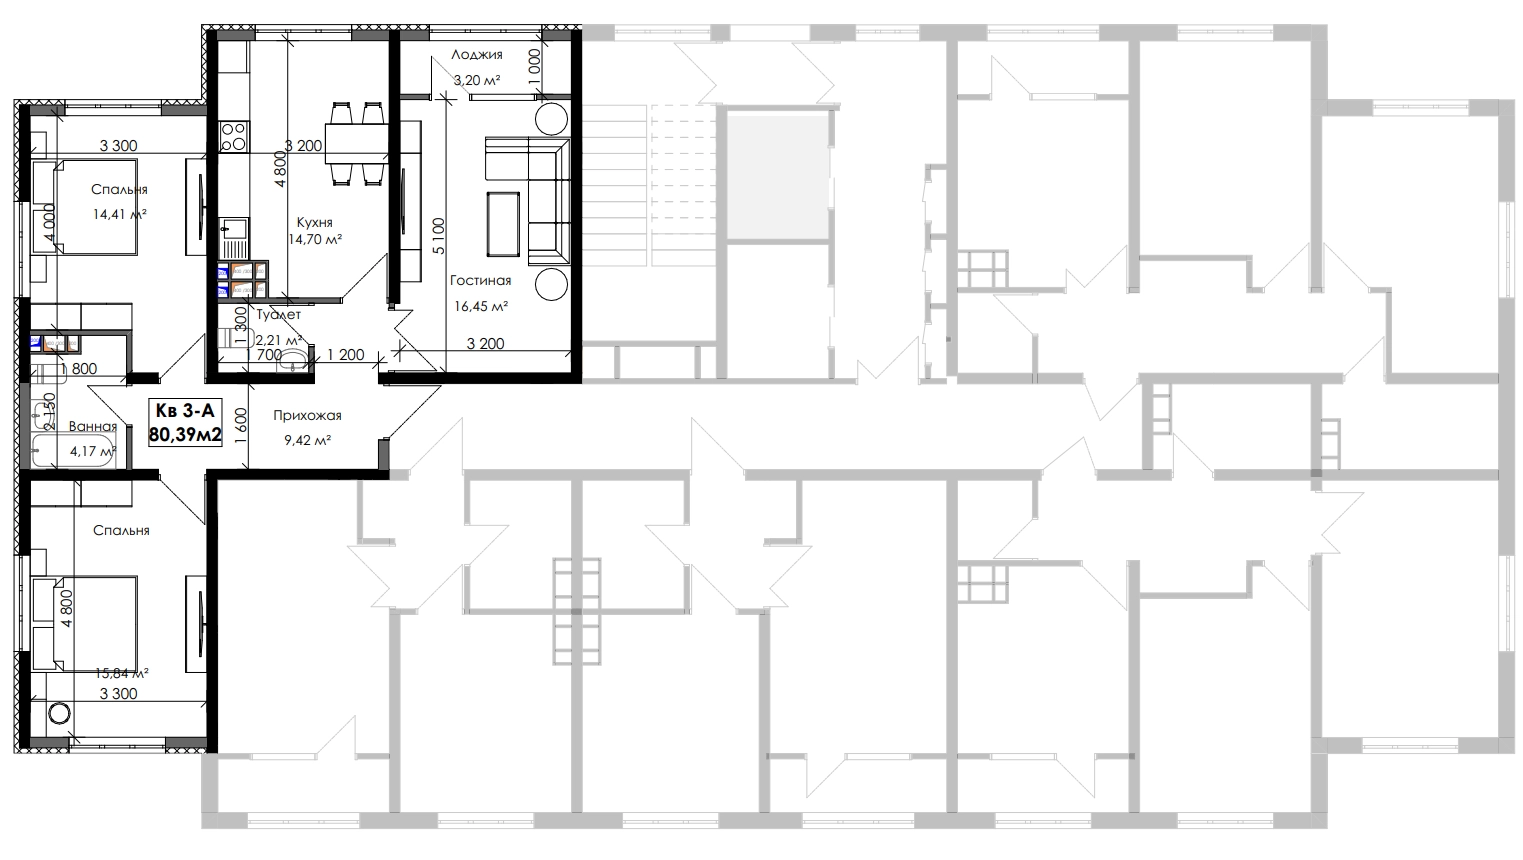 Лоджия
3,20 м²
1 000
3 300
3 200
4 800
Спальня
14,41 м²
4 000
Кухня
14,70 м²
5 100
Гостиная
16,45 м²
1 300
Туалет
2,21 м²
1 700
1 200
3 200
1 800
2 150
Ванная
4,17 м²
Кв 3-А
80,39м2
1 600
Прихожая
9,42 м²
Спальня
4 800
15,84 м²
3 300